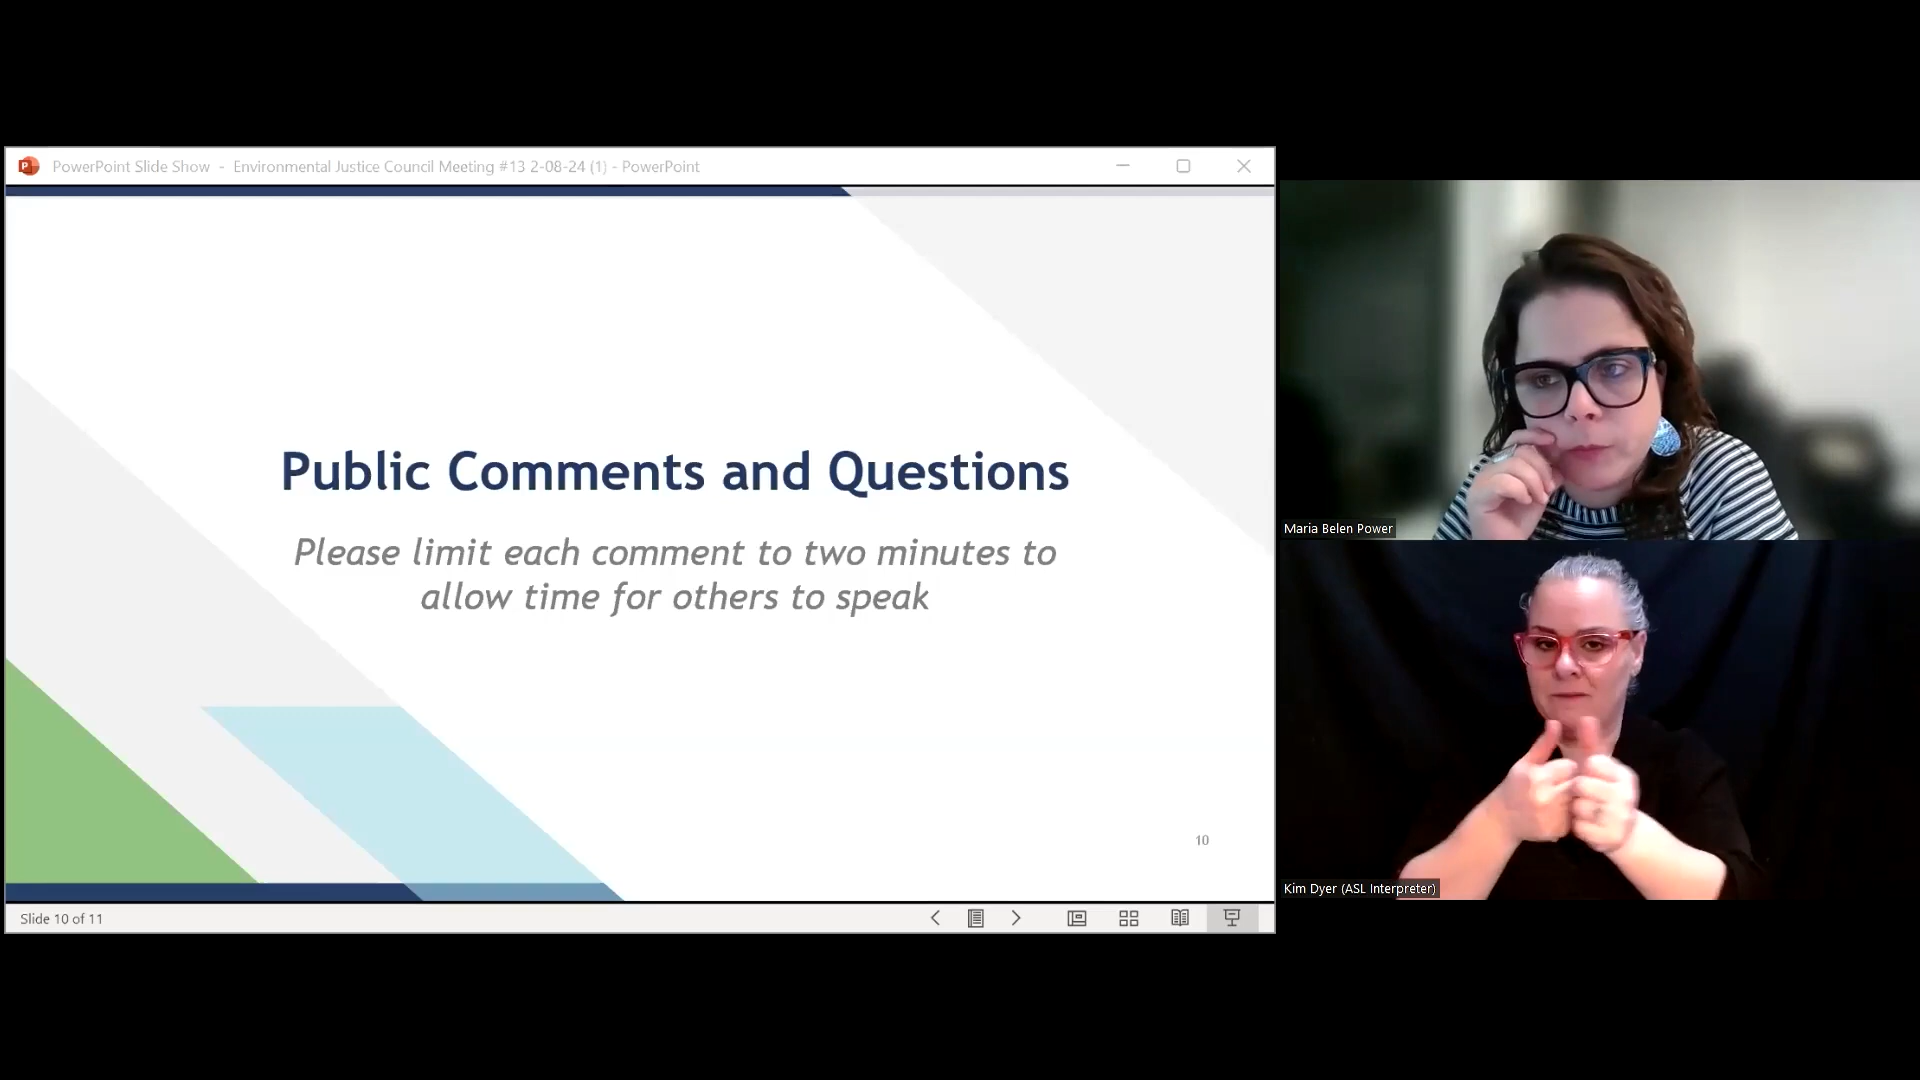 PowerPoint Slide Show - Environmental Justice Council Meeting #13 2-08-24 (1) - PowerPoint
Public Comments and Questions
Please limit each comment to two minutes to
allow time for others to speak
10
Slide 10 of 11
Maria Belen Power
Kim Dyer (ASL Interpreter)